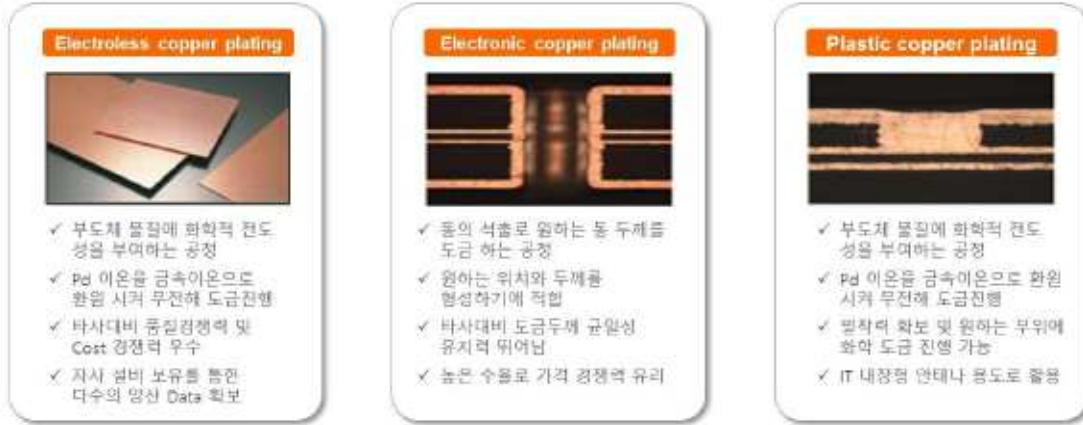 Electroless copper plating
✓ 부도체 물질에 화학적 전도
성을 부여하는 공정
✓ Pd 이온을 금속이온으로
환원 시켜 무전해 도금진행
✓ 타사대비 품질경쟁력 및
Cost 경쟁력 우수
✓ 자사 설비 보유를 통한
다수의 양산 Data 확보
Electronic copper plating
✓ 동의 석출로 원하는 동 두께를
도금 하는 공정
✓ 원하는 위치와 두께를
형성하기에 적합
✓ 타사대비 도금두께 균일성
유지력 뛰어남
✓ 높은 수율로 가격 경쟁력 유리
Plastic copper plating
✓ 부도체 물질에 화학적 전도
성을 부여하는 공정
✓ Pd 이온을 금속이온으로 환원
시켜 무전해 도금진행
✓ 밀착력 확보 및 원하는 부위에
화학 도금 진행 가능
✓ IT 내장형 안테나 용도로 활용